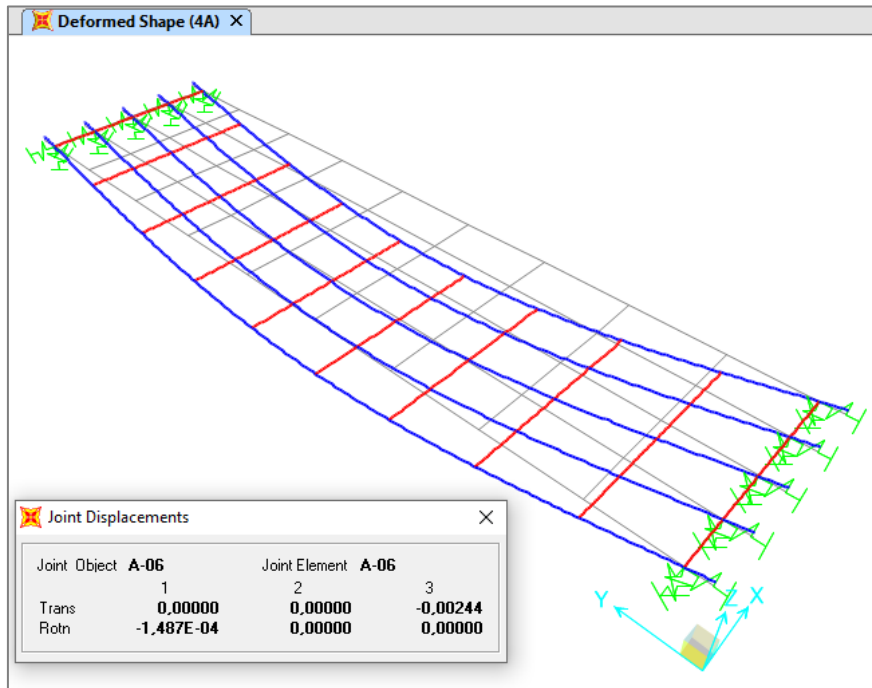 Deformed Shape (4A) X
Y
Z
X
Joint Displacements
Joint Object A-06 Joint Element A-06
1 2 3
Trans 0,00000 0,00000 -0,00244
Rotn -1,487E-04 0,00000 0,00000